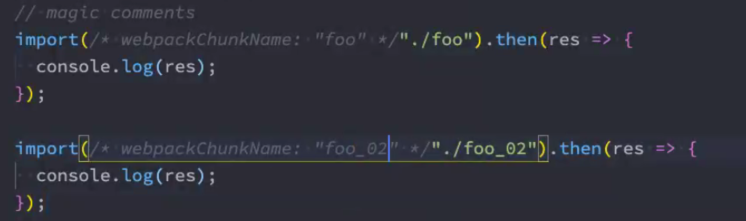 // magic comments
import(/* webpackChunkName: "foo" */"./foo").then(res => {
  console.log(res);
});

import(/* webpackChunkName: "foo_02" */"./foo_02").then(res => {
  console.log(res);
});